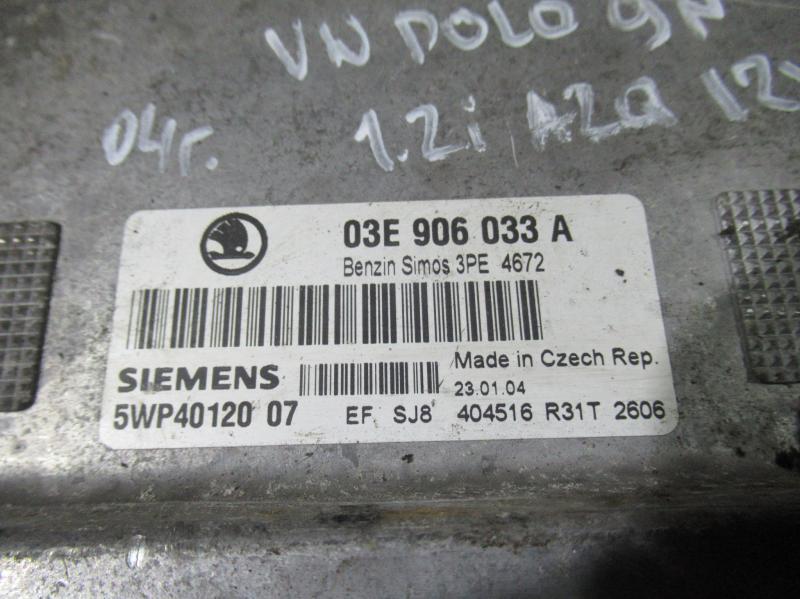 VW POLO 9N
04г. 1.2i AZQ 12V
03E 906 033 A
Benzin Simos 3PE 4672
SIEMENS
Made in Czech Rep.
23.01.04
5WP40120 07 EF SJ8 404516 R31T 2606